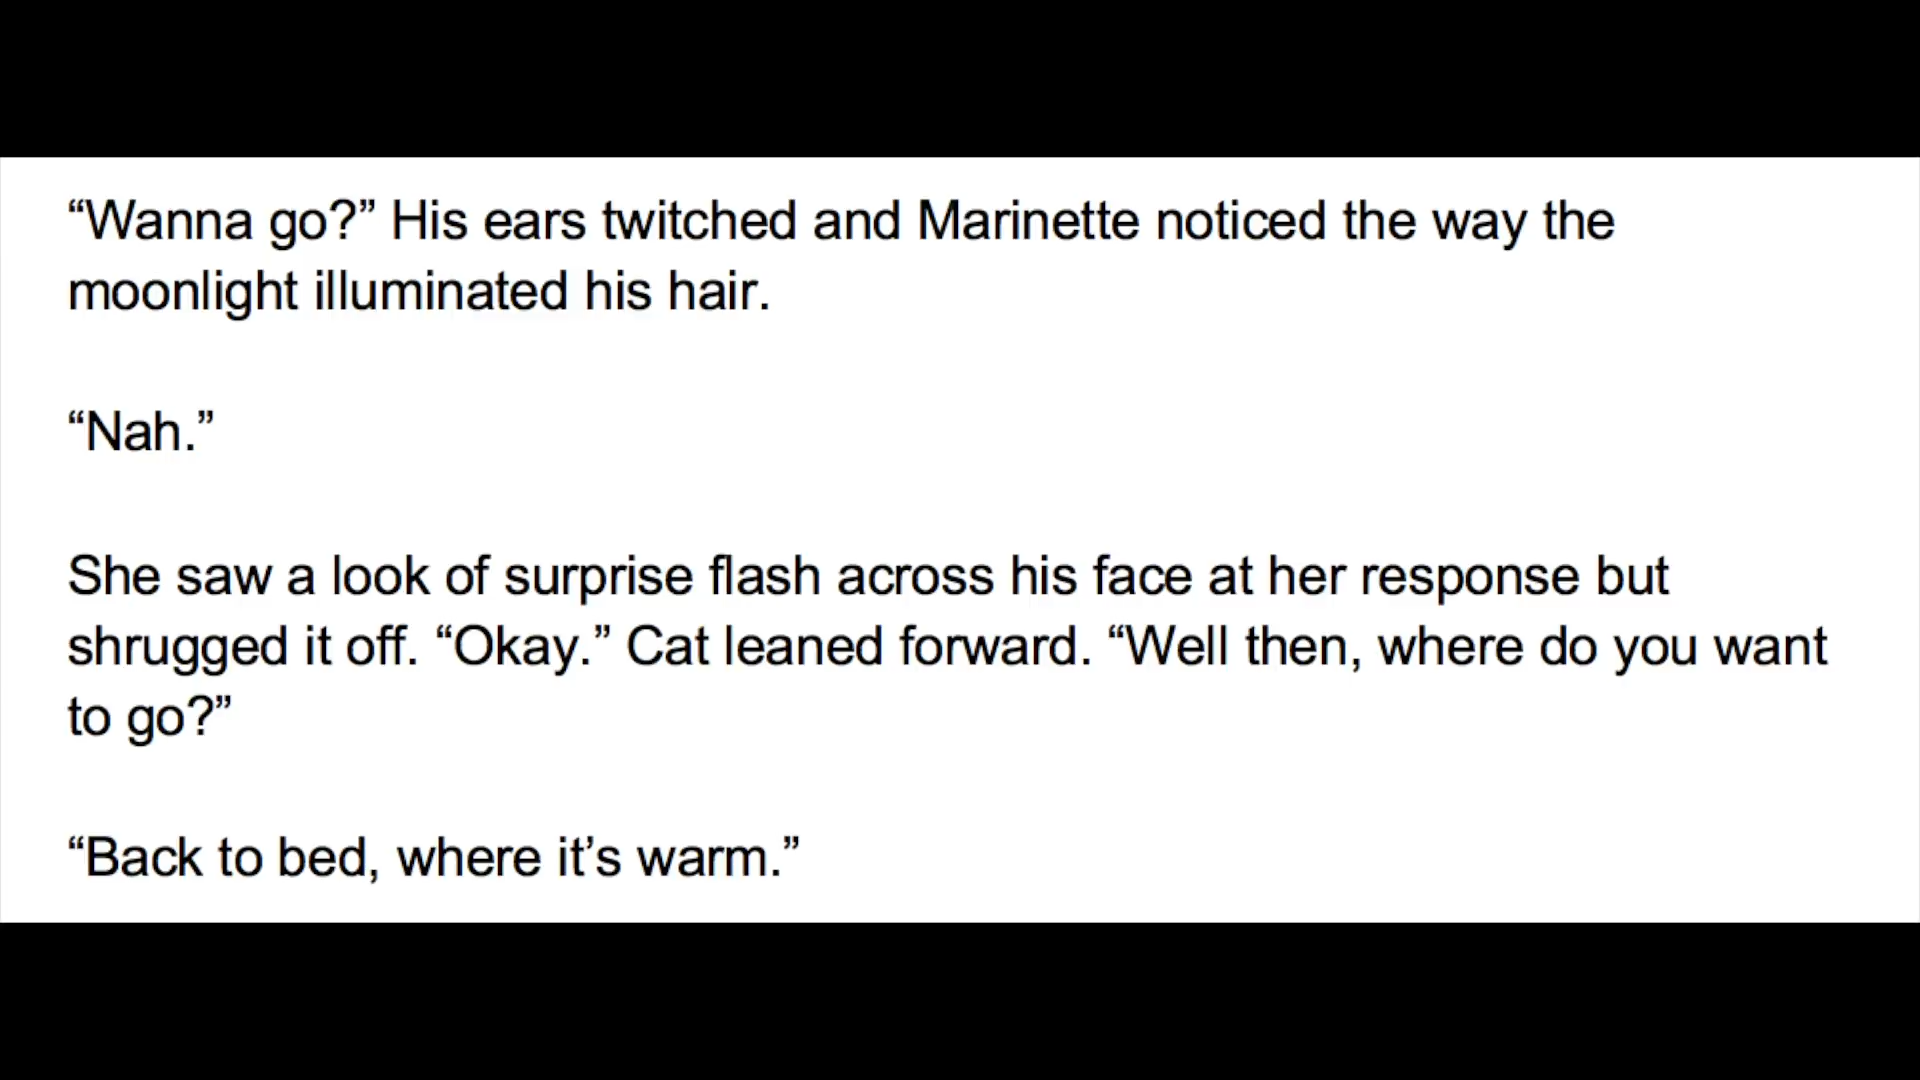 “Wanna go?” His ears twitched and Marinette noticed the way the
moonlight illuminated his hair.
“Nah.”
She saw a look of surprise flash across his face at her response but
shrugged it off. “Okay.” Cat leaned forward. “Well then, where do you want
to go?”
“Back to bed, where it’s warm.”